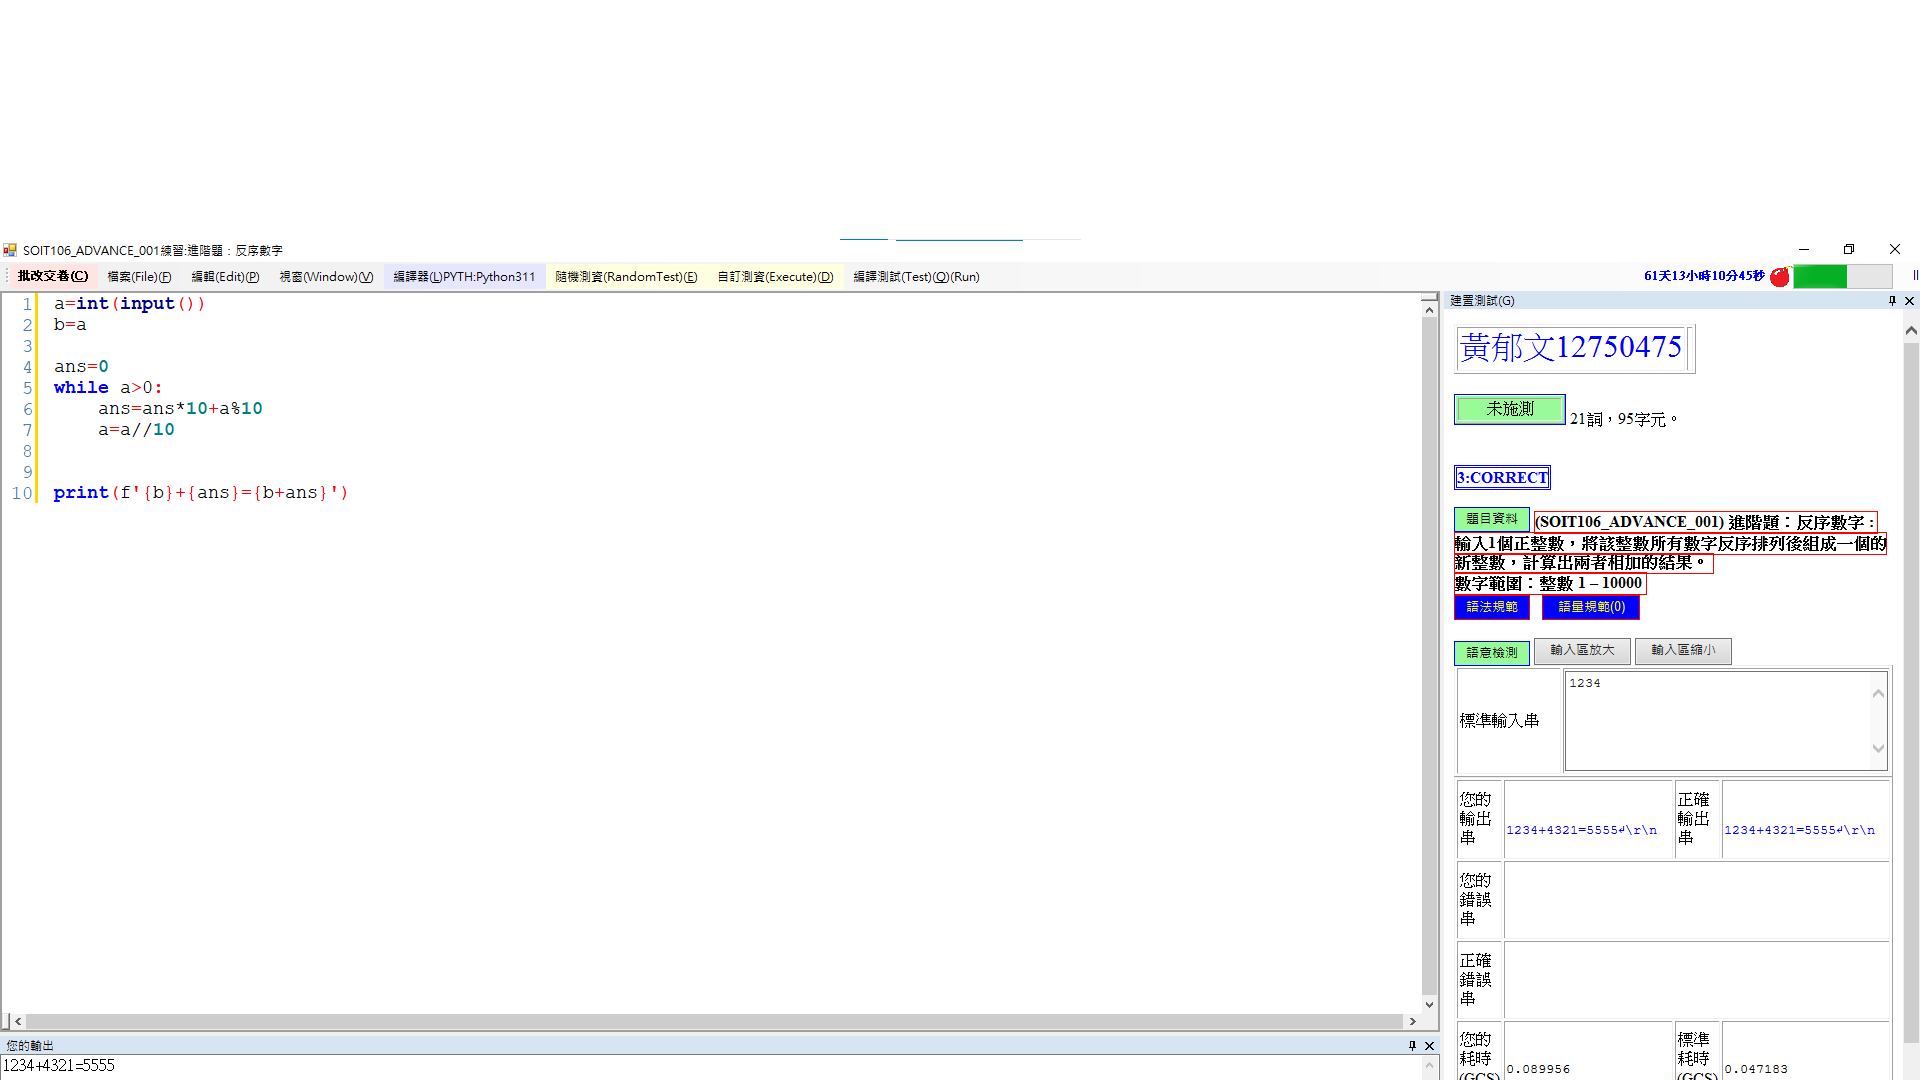 SOIT106_ADVANCE_001練習:進階題：反序數字
批改交卷(C) 檔案(File)(F) 編輯(Edit)(P) 視窗(Window)(V) 編譯器(L)PYTH:Python311 隨機測資(RandomTest)(E) 自訂測資(Execute)(D) 編譯測試(Test)(Q)(Run) 61天13小時10分45秒
1 a=int(input())
2 b=a
3
4 ans=0
5 while a>0:
6 ans=ans*10+a%10
7 a=a//10
8
9
10 print(f'{b}+{ans}={b+ans}')
您的輸出
1234+4321=5555
建置測試(G)
黃郁文12750475
未施測 21詞，95字元。
3:CORRECT
題目資料 (SOIT106_ADVANCE_001) 進階題：反序數字：
輸入1個正整數，將該整數所有數字反序排列後組成一個的
新整數，計算出兩者相加的結果。
數字範圍：整數 1 – 10000
語法規範 語量規範(0)
語意檢測 輸入區放大 輸入區縮小
標準輸入串 1234
您的
輸出
串
1234+4321=5555↲\r\n
正確
輸出
串
1234+4321=5555↲\r\n
您的
錯誤
串
正確
錯誤
串
您的
耗時
(GCS)
0.089956
標準
耗時
(GCS)
0.047183